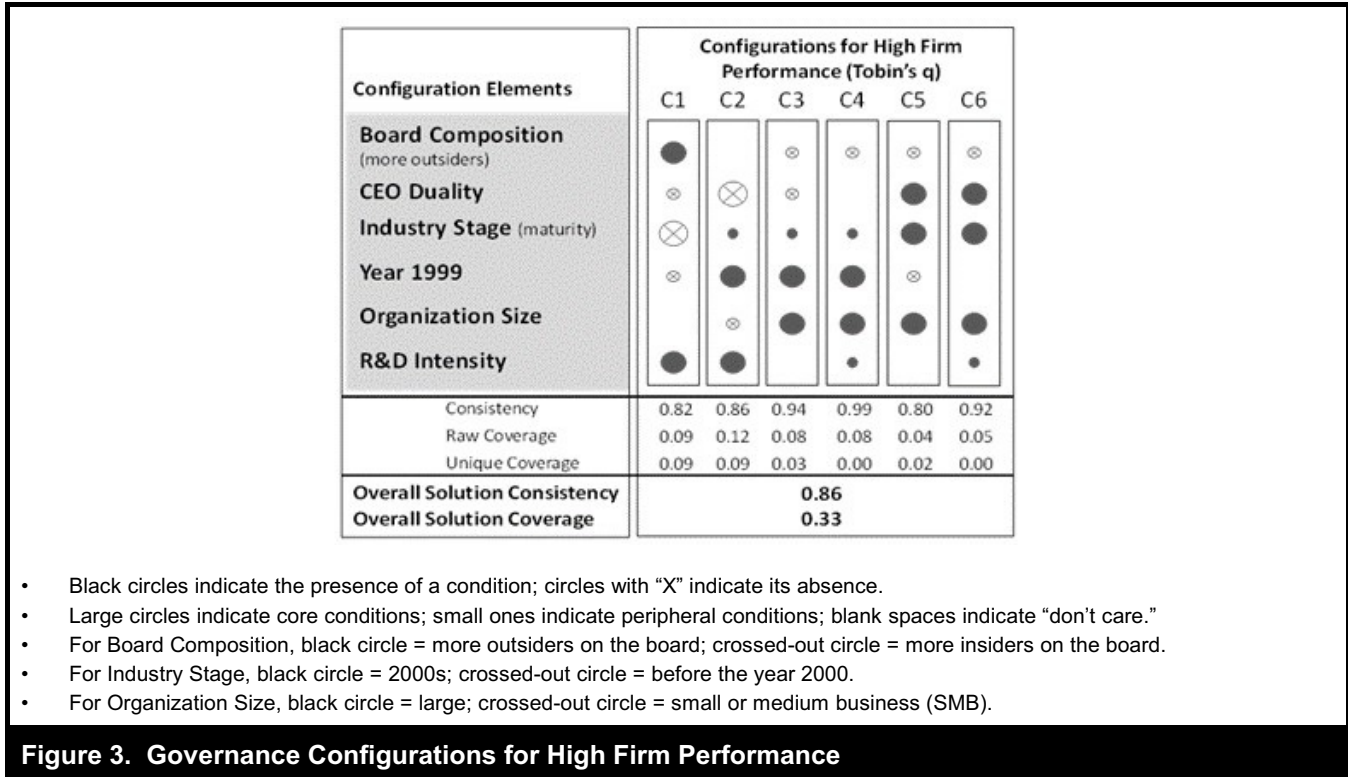 Configurations for High Firm
Performance (Tobin's q)
Configuration Elements
C1 C2 C3 C4 C5 C6
Board Composition
(more outsiders)
CEO Duality
Industry Stage (maturity)
Year 1999
Organization Size
R&D Intensity
Consistency 0.82 0.86 0.94 0.99 0.80 0.92
Raw Coverage 0.09 0.12 0.08 0.08 0.04 0.05
Unique Coverage 0.09 0.09 0.03 0.00 0.02 0.00
Overall Solution Consistency 0.86
Overall Solution Coverage 0.33
• Black circles indicate the presence of a condition; circles with “X” indicate its absence.
• Large circles indicate core conditions; small ones indicate peripheral conditions; blank spaces indicate “don’t care.”
• For Board Composition, black circle = more outsiders on the board; crossed-out circle = more insiders on the board.
• For Industry Stage, black circle = 2000s; crossed-out circle = before the year 2000.
• For Organization Size, black circle = large; crossed-out circle = small or medium business (SMB).
Figure 3. Governance Configurations for High Firm Performance